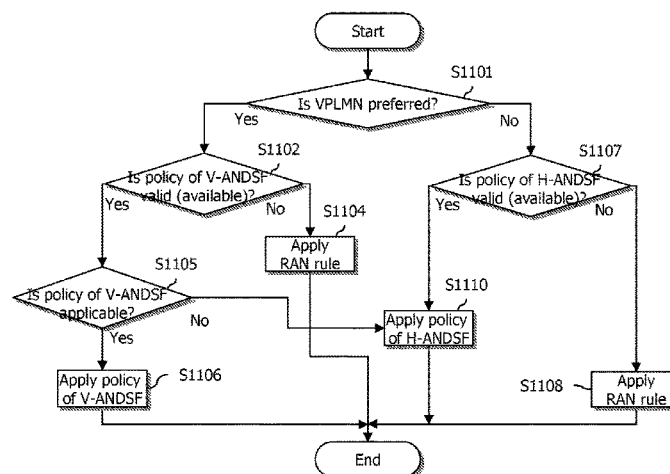 Start
S1101
Is VPLMN preferred?
Yes
No
S1102
Is policy of V-ANDSF
valid (available)?
Yes
No
S1107
Is policy of H-ANDSF
valid (available)?
Yes
No
S1104
Apply
RAN rule
S1105
Is policy of V-ANDSF
applicable?
No
Yes
S1110
Apply policy
of H-ANDSF
Apply policy
of V-ANDSF
S1106
S1108
Apply
RAN rule
End